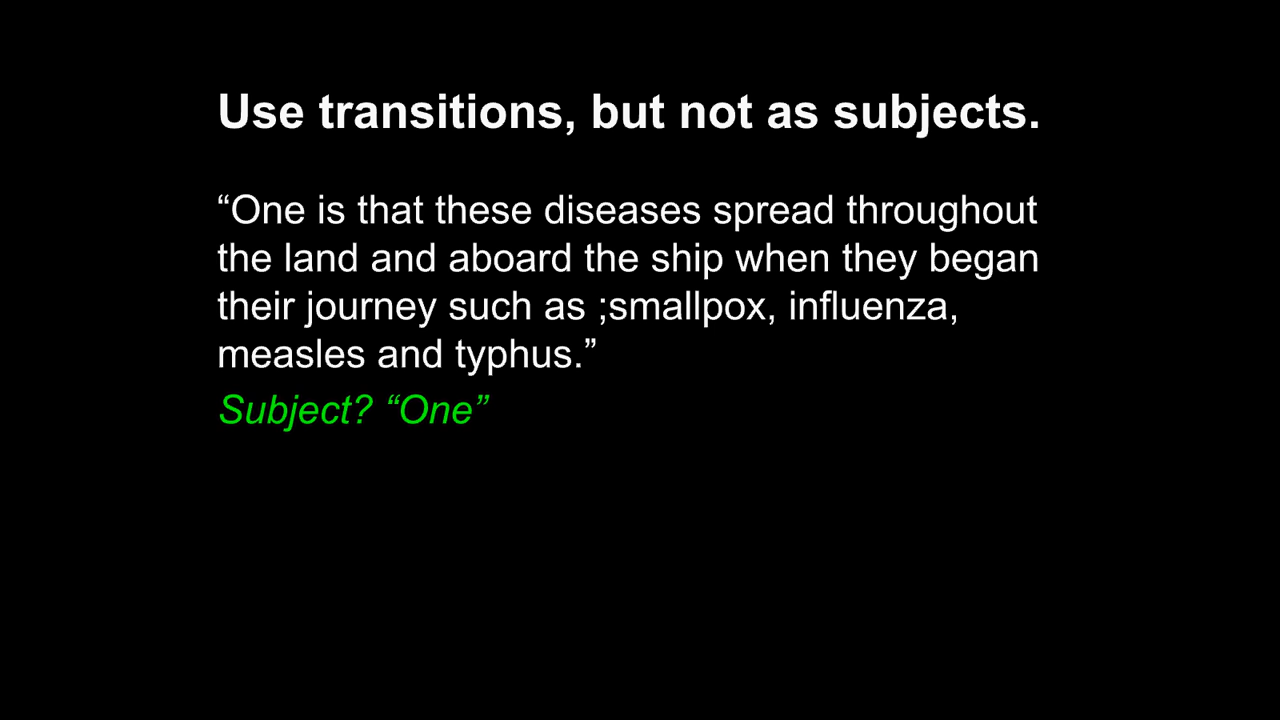 Use transitions, but not as subjects.
“One is that these diseases spread throughout
the land and aboard the ship when they began
their journey such as ;smallpox, influenza,
measles and typhus.”
Subject? “One”